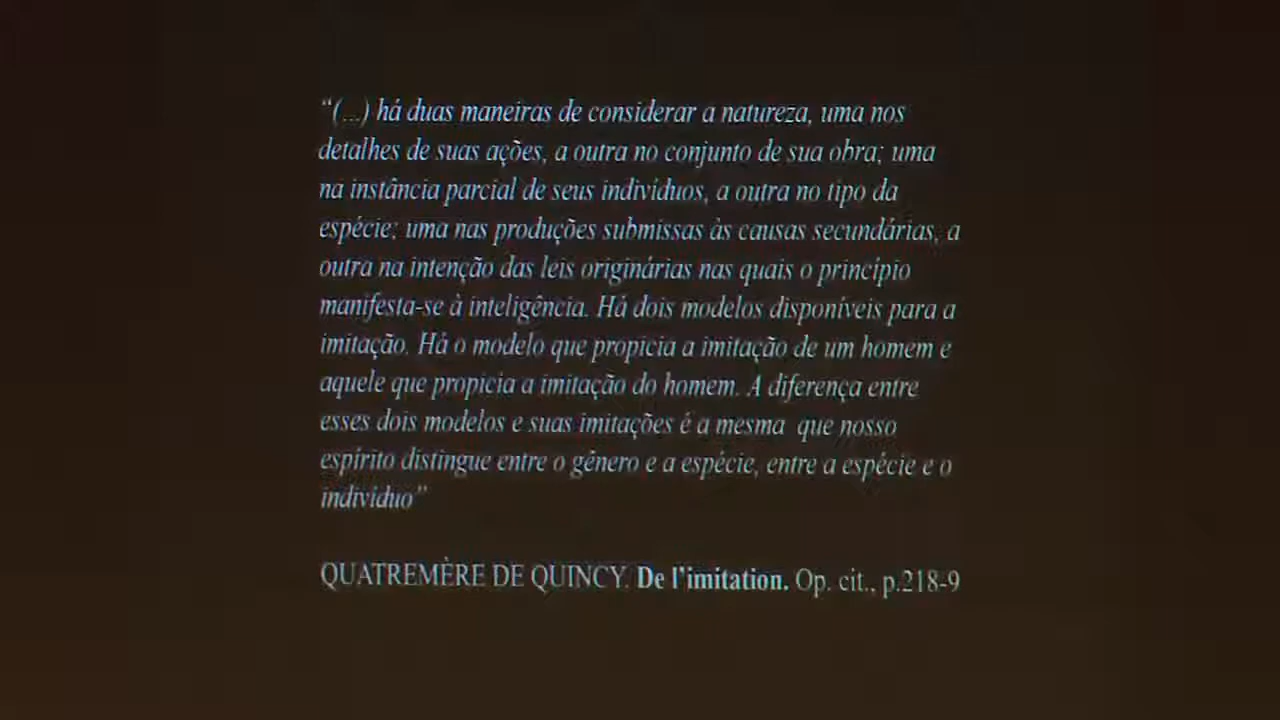 “(...) há duas maneiras de considerar a natureza, uma nos
detalhes de suas ações, a outra no conjunto de sua obra; uma
na instância parcial de seus indivíduos, a outra no tipo da
espécie; uma nas produções submissas às causas secundárias, a
outra na intenção das leis originárias nas quais o princípio
manifesta-se à inteligência. Há dois modelos disponíveis para a
imitação. Há o modelo que propicia a imitação de um homem e
aquele que propicia a imitação do homem. A diferença entre
esses dois modelos e suas imitações é a mesma que nosso
espírito distingue entre o gênero e a espécie, entre a espécie e o
indivíduo”
QUATREMÈRE DE QUINCY. De l’imitation. Op. cit., p.218-9